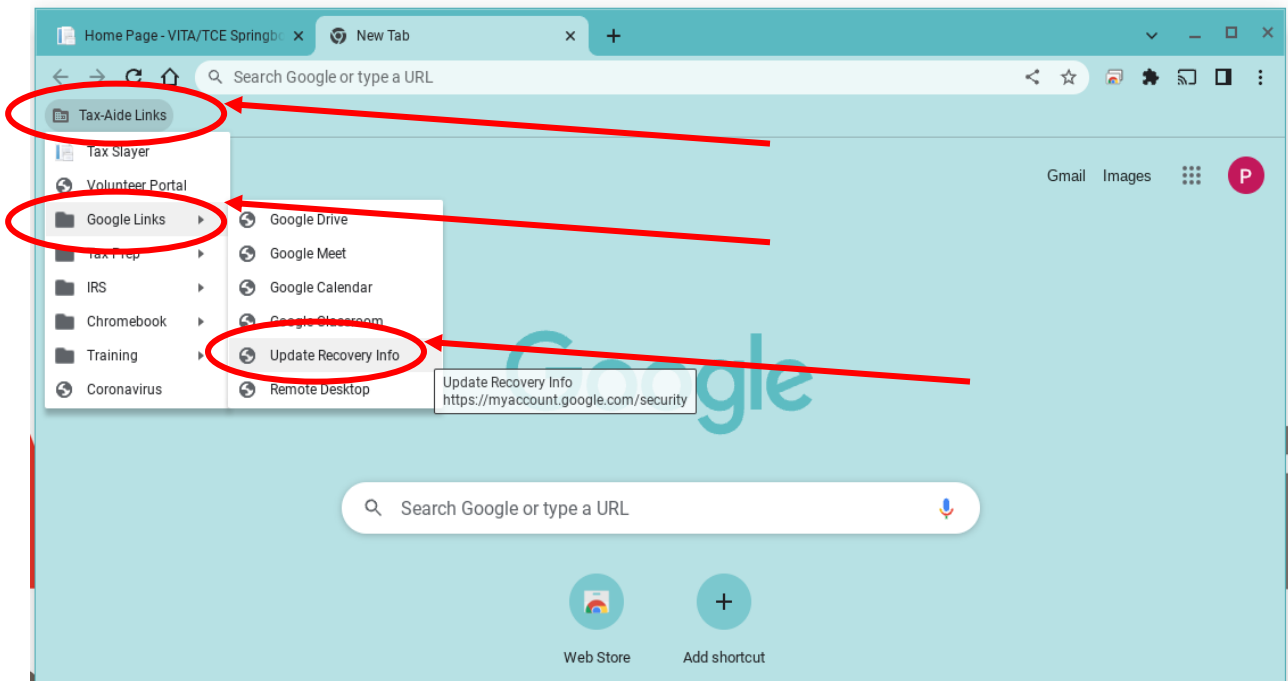 Home Page - VITA/TCE Springbo
New Tab
Search Google or type a URL
Tax-Aide Links
Tax Slayer
Volunteer Portal
Google Links
Tax Prep
IRS
Chromebook
Training
Coronavirus
Google Drive
Google Meet
Google Calendar
Google Classroom
Update Recovery Info
Remote Desktop
Update Recovery Info
https://myaccount.google.com/security
Gmail Images
P
Google
Search Google or type a URL
Web Store
Add shortcut